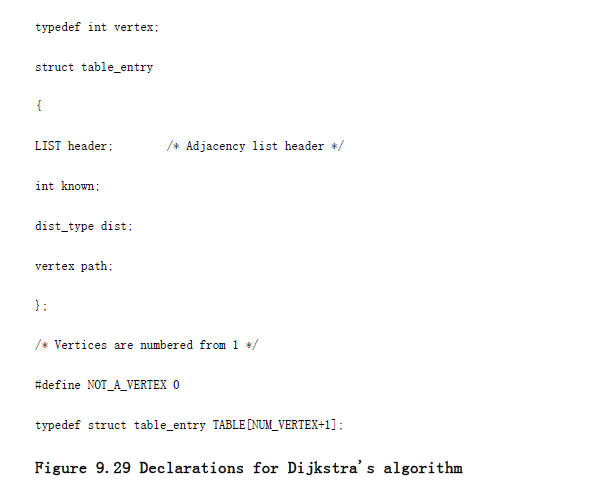 typedef int vertex;
struct table_entry
{
LIST header; /* Adjacency list header */
int known;
dist_type dist;
vertex path;
};
/* Vertices are numbered from 1 */
#define NOT_A_VERTEX 0
typedef struct table_entry TABLE[NUM_VERTEX+1];
Figure 9.29 Declarations for Dijkstra's algorithm